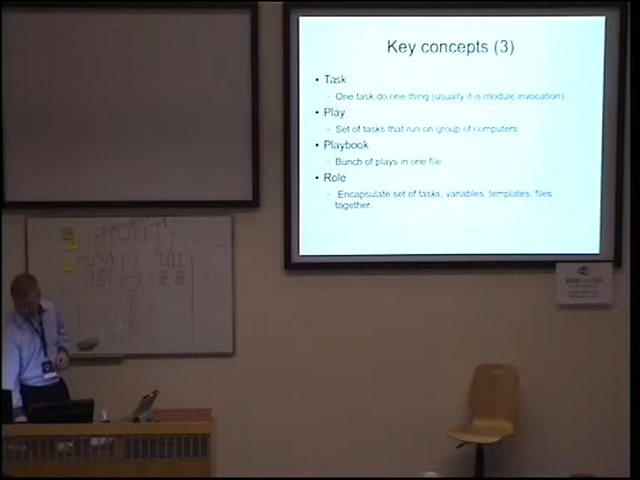 Key concepts (3)
• Task
– One task do one thing (usually it is module invocation).
• Play
– Set of tasks that run on group of computers
• Playbook
– Bunch of plays in one file
• Role
– Encapsulate set of tasks, variables, templates, files
together.